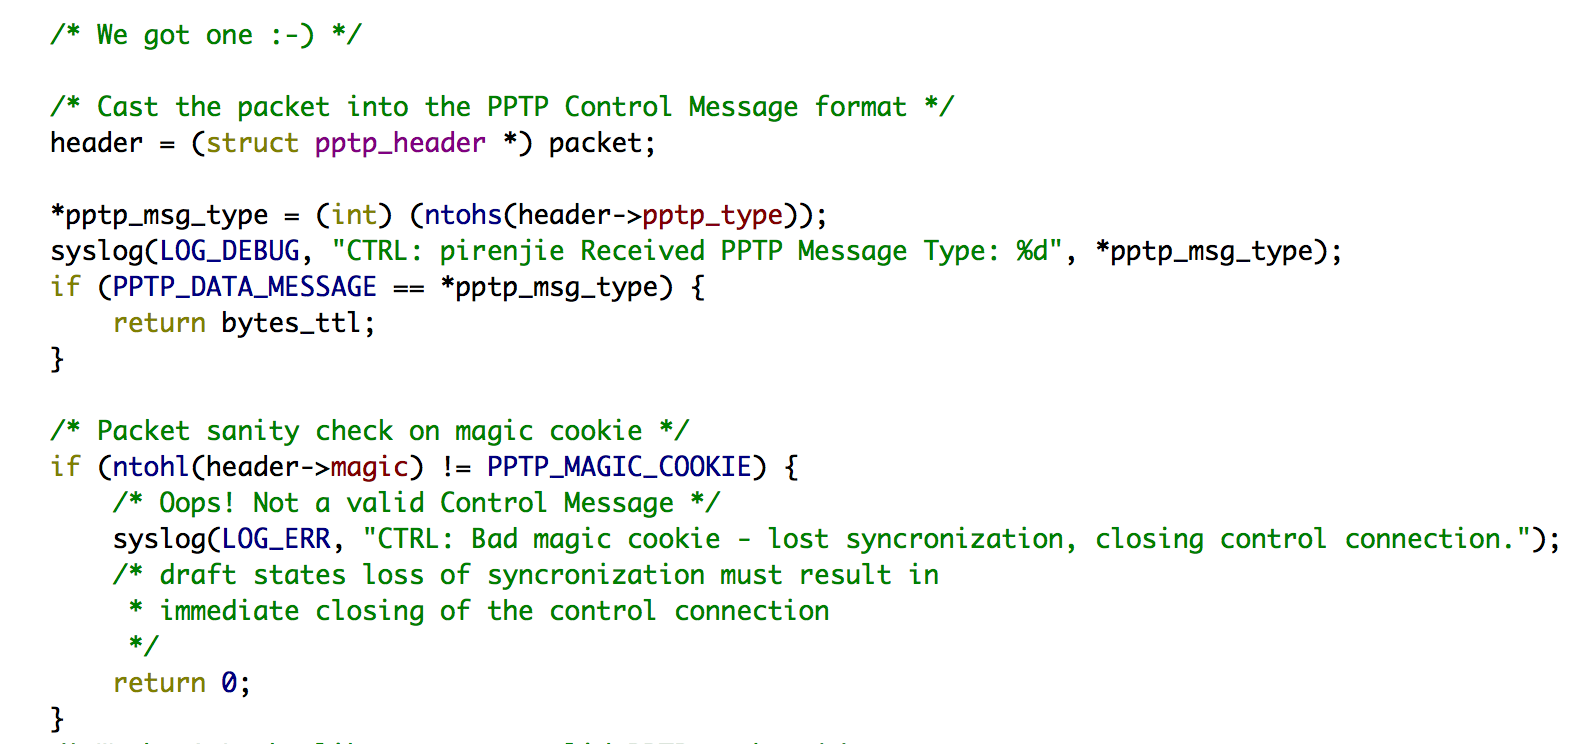 /* We got one :-) */
/* Cast the packet into the PPTP Control Message format */
header = (struct pptp_header *) packet;
*pptp_msg_type = (int) (ntohs(header->pptp_type));
syslog(LOG_DEBUG, "CTRL: pirenjie Received PPTP Message Type: %d", *pptp_msg_type);
if (PPTP_DATA_MESSAGE == *pptp_msg_type) {
    return bytes_ttl;
}
/* Packet sanity check on magic cookie */
if (ntohl(header->magic) != PPTP_MAGIC_COOKIE) {
    /* Oops! Not a valid Control Message */
    syslog(LOG_ERR, "CTRL: Bad magic cookie - lost syncronization, closing control connection.");
    /* draft states loss of syncronization must result in
     * immediate closing of the control connection
     */
    return 0;
}